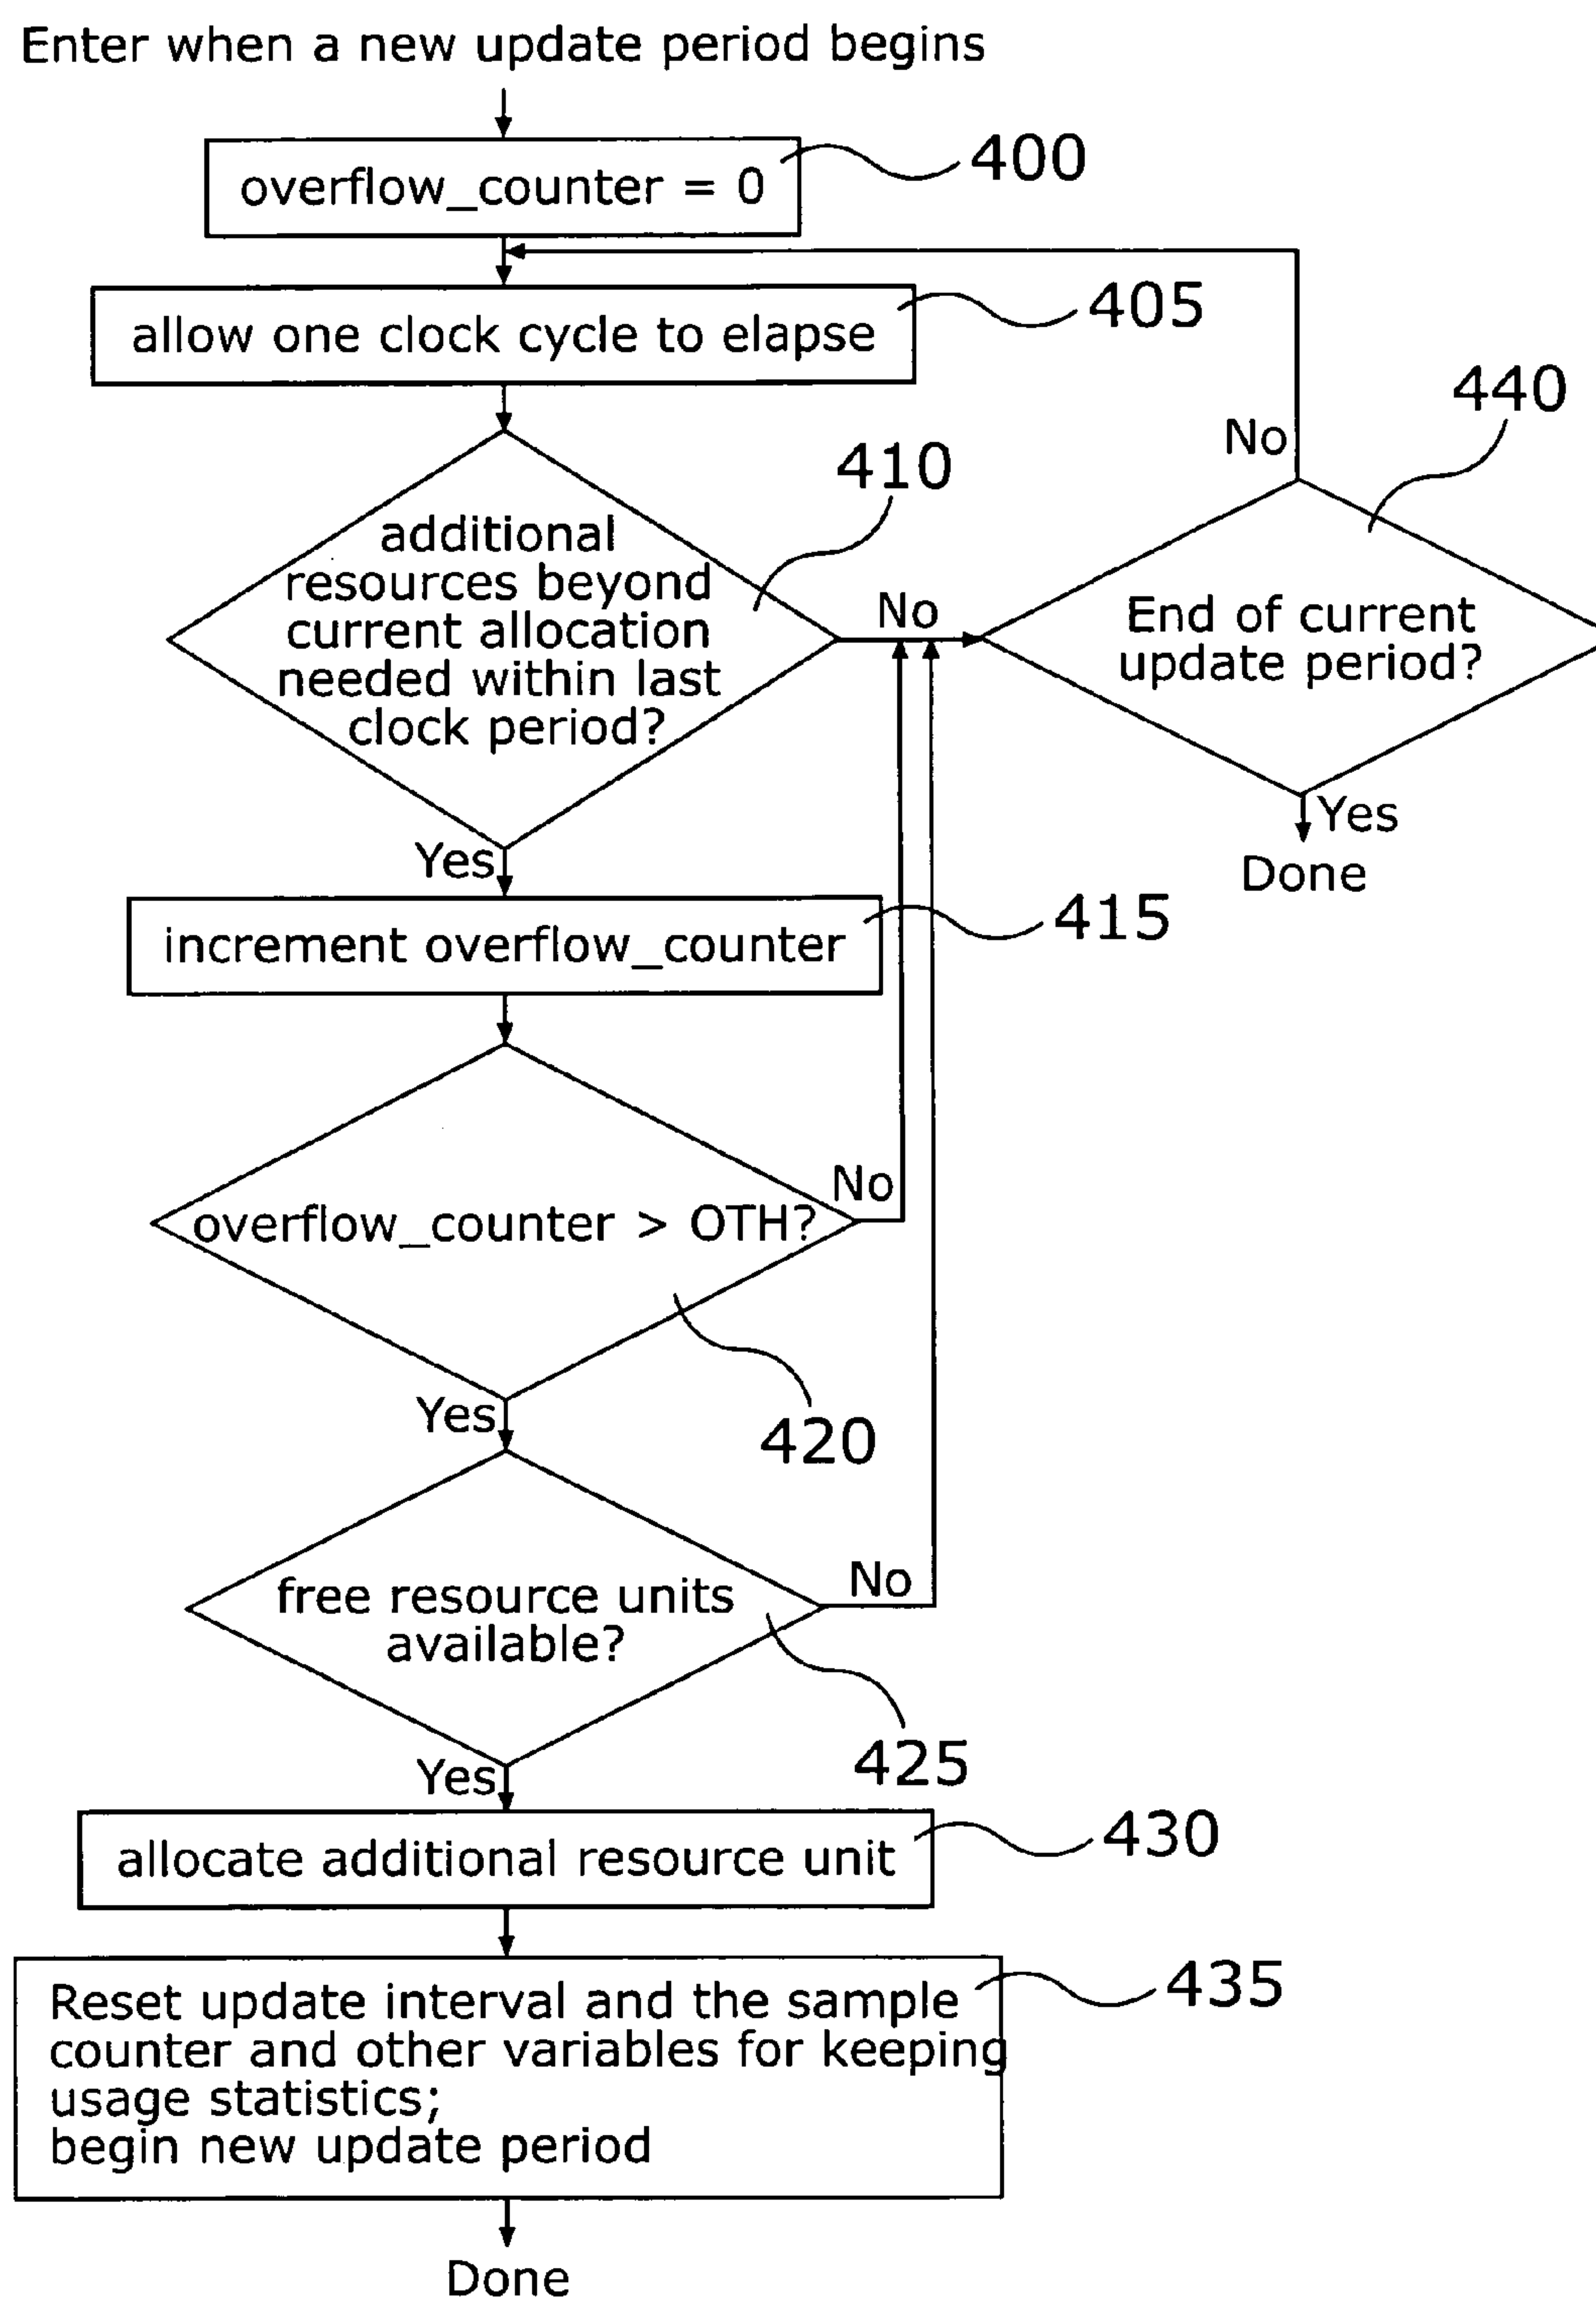 Enter when a new update period begins
overflow_counter = 0
400
allow one clock cycle to elapse
405
440
No
410
additional
resources beyond
current allocation
needed within last
clock period?
No
End of current
update period?
Yes
Done
Yes
increment overflow_counter
415
overflow_counter > OTH?
No
420
Yes
free resource units
available?
No
425
Yes
allocate additional resource unit
430
Reset update interval and the sample
counter and other variables for keeping
usage statistics;
begin new update period
435
Done